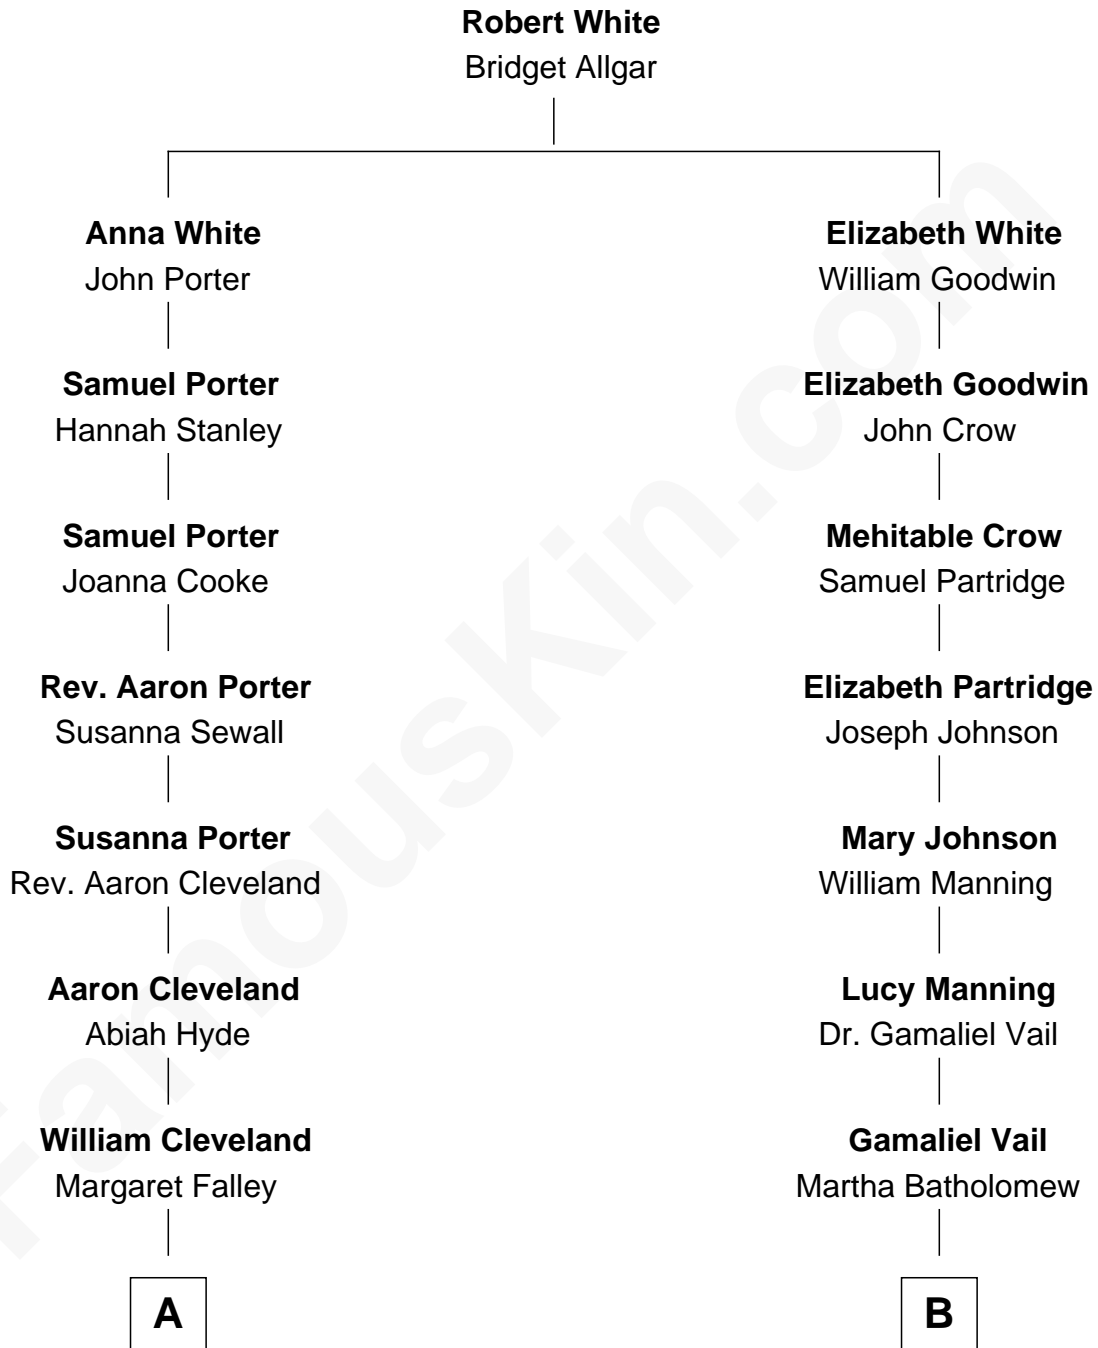 Robert White
Bridget Allgar
Anna White
John Porter
Elizabeth White
William Goodwin
Samuel Porter
Hannah Stanley
Elizabeth Goodwin
John Crow
Samuel Porter
Joanna Cooke
Mehitable Crow
Samuel Partridge
Rev. Aaron Porter
Susanna Sewall
Elizabeth Partridge
Joseph Johnson
Susanna Porter
Rev. Aaron Cleveland
Mary Johnson
William Manning
Aaron Cleveland
Abiah Hyde
Lucy Manning
Dr. Gamaliel Vail
William Cleveland
Margaret Falley
Gamaliel Vail
Martha Batholomew
A
B
FamousKin.com